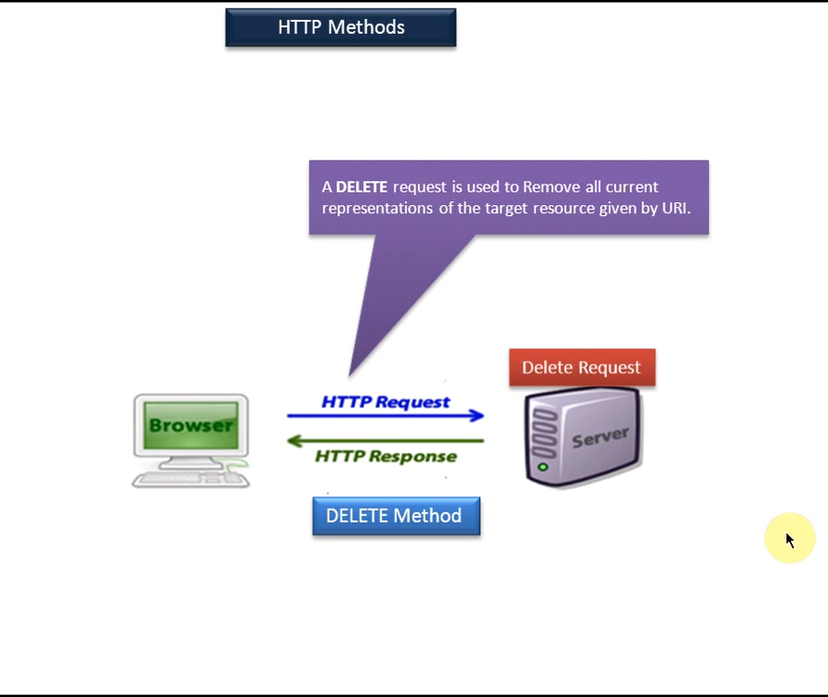 HTTP Methods
A DELETE request is used to Remove all current
representations of the target resource given by URI.
Delete Request
HTTP Request
Browser
Server
HTTP Response
DELETE Method